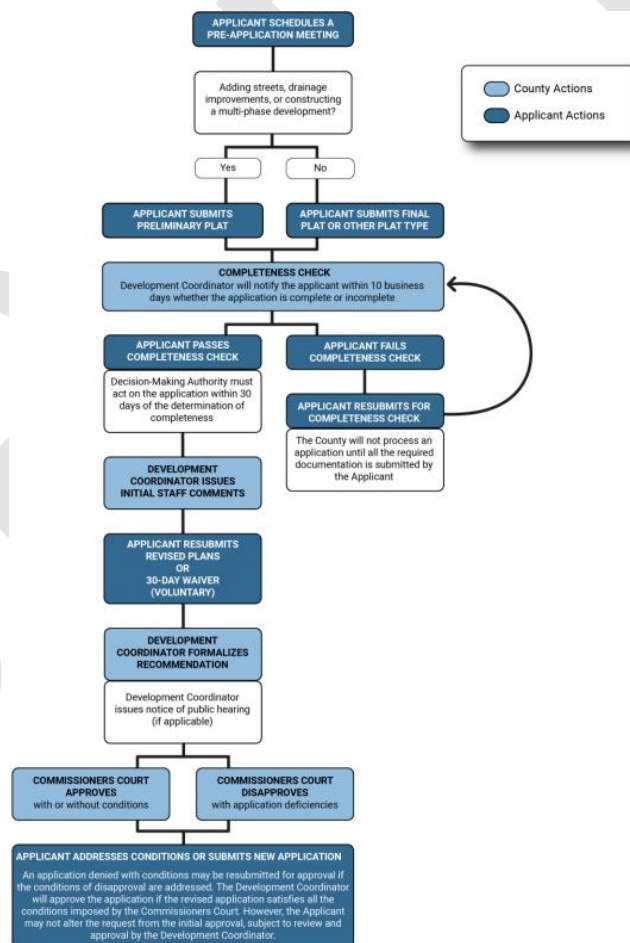 APPLICANT SCHEDULES A
PRE-APPLICATION MEETING
County Actions
Applicant Actions
Adding streets, drainage
improvements, or constructing
a multi-phase development?
Yes
No
APPLICANT SUBMITS
PRELIMINARY PLAT
APPLICANT SUBMITS FINAL
PLAT OR OTHER PLAT TYPE
COMPLETENESS CHECK
Development Coordinator will notify the applicant within 10 business
days whether the application is complete or incomplete
APPLICANT PASSES
COMPLETENESS CHECK
Decision-Making Authority must
act on the application within 30
days of the determination of
completeness
APPLICANT FAILS
COMPLETENESS CHECK
APPLICANT RESUBMITS FOR
COMPLETENESS CHECK
The County will not process an
application until all the required
documentation is submitted by
the Applicant
DEVELOPMENT
COORDINATOR ISSUES
INITIAL STAFF COMMENTS
APPLICANT RESUBMITS
REVISED PLANS
OR
30-DAY WAIVER
(VOLUNTARY)
DEVELOPMENT
COORDINATOR FORMALIZES
RECOMMENDATION
Development Coordinator
issues notice of public hearing
(if applicable)
COMMISSIONERS COURT
APPROVES
with or without conditions
COMMISSIONERS COURT
DISAPPROVES
with application deficiencies
APPLICANT ADDRESSES CONDITIONS OR SUBMITS NEW APPLICATION
An application denied with conditions may be resubmitted for approval if
the conditions of disapproval are addressed. The Development Coordinator
will approve the application if the revised application satisfies all the
conditions imposed by the Commissioners Court. However, the Applicant
may not alter the request from the initial approval, subject to review and
approval by the Development Coordinator.